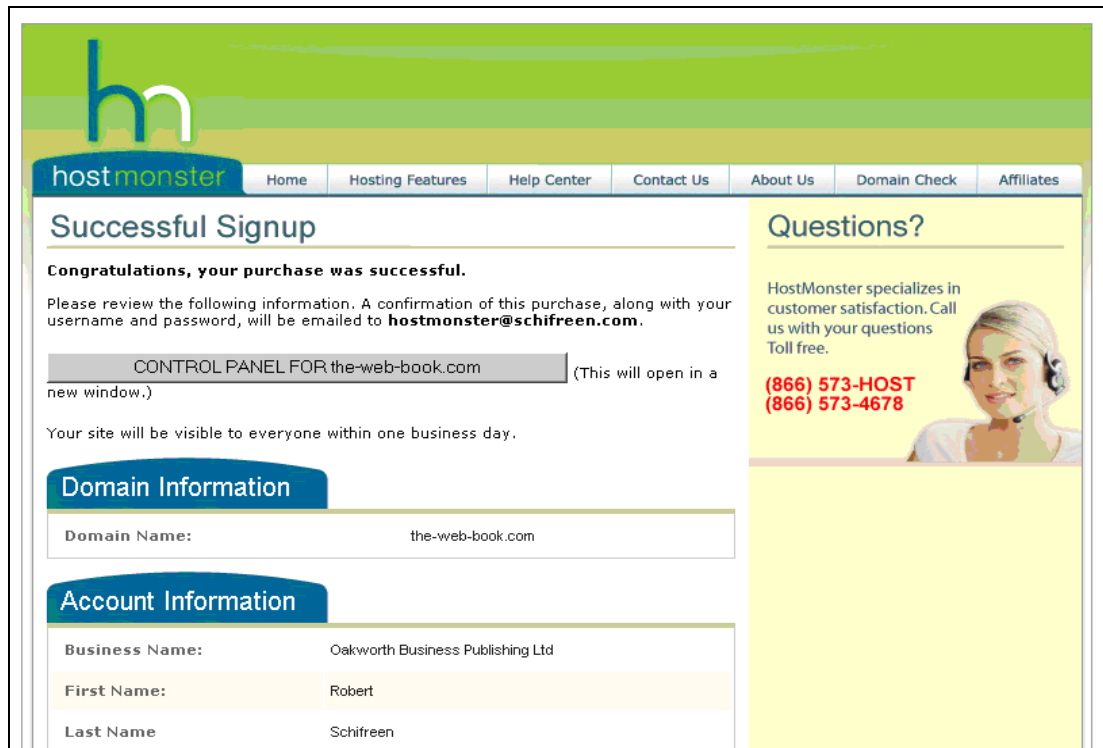 hn
hostmonster
Home Hosting Features Help Center Contact Us About Us Domain Check Affiliates
Successful Signup
Congratulations, your purchase was successful.
Please review the following information. A confirmation of this purchase, along with your
username and password, will be emailed to hostmonster@schifreen.com.
CONTROL PANEL FOR the-web-book.com (This will open in a
new window.)
Your site will be visible to everyone within one business day.
Domain Information
Domain Name: the-web-book.com
Account Information
Business Name: Oakworth Business Publishing Ltd
First Name: Robert
Last Name Schifreen
Questions?
HostMonster specializes in
customer satisfaction. Call
us with your questions
Toll free.
(866) 573-HOST
(866) 573-4678